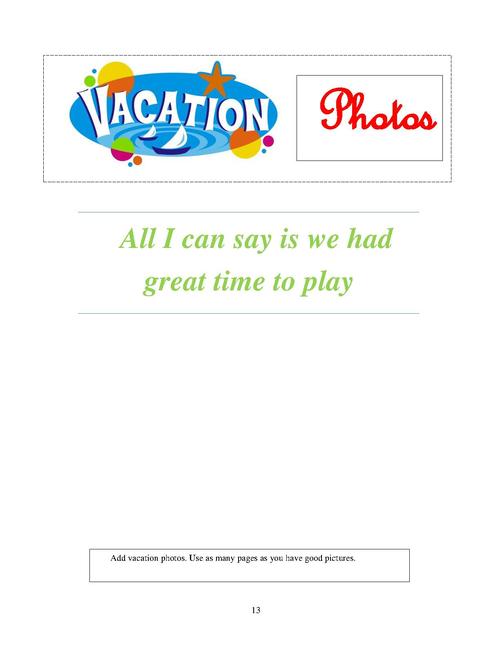 VACATION
Photos
All I can say is we had
great time to play
Add vacation photos. Use as many pages as you have good pictures.
13